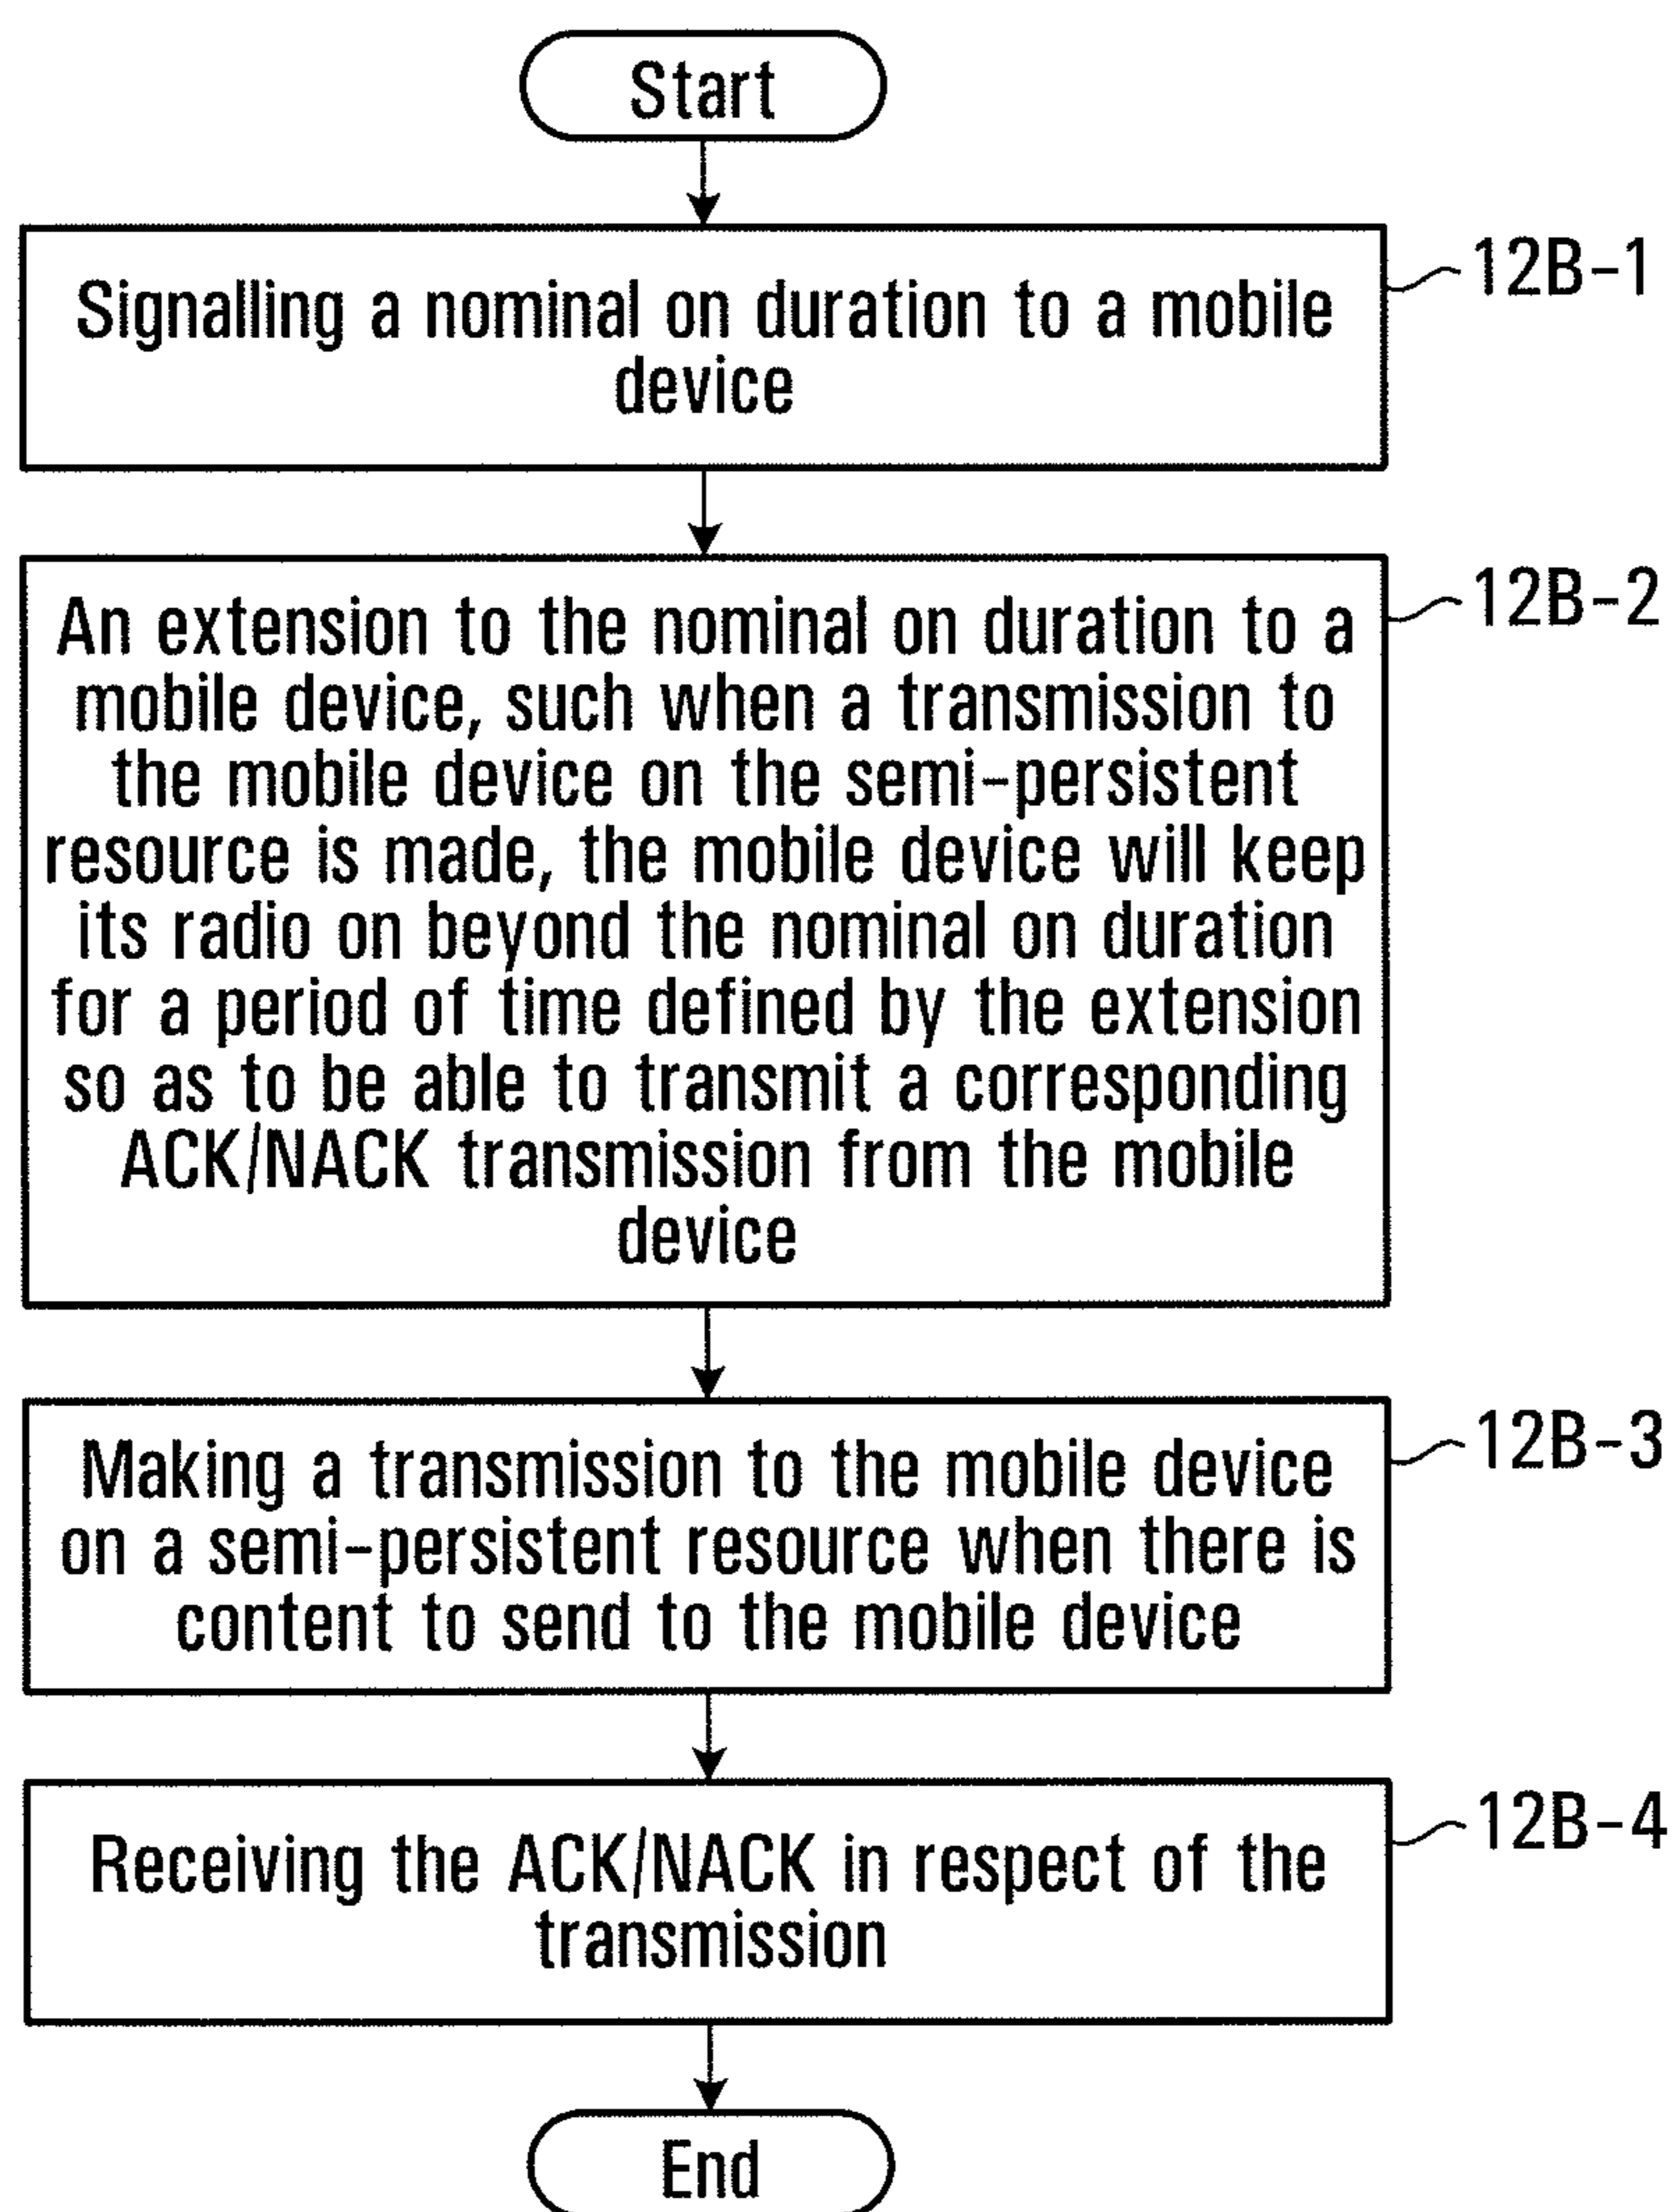 Start
Signalling a nominal on duration to a mobile
device
12B-1
An extension to the nominal on duration to a
mobile device, such when a transmission to
the mobile device on the semi-persistent
resource is made, the mobile device will keep
its radio on beyond the nominal on duration
for a period of time defined by the extension
so as to be able to transmit a corresponding
ACK/NACK transmission from the mobile
device
12B-2
Making a transmission to the mobile device
on a semi-persistent resource when there is
content to send to the mobile device
12B-3
Receiving the ACK/NACK in respect of the
transmission
12B-4
End